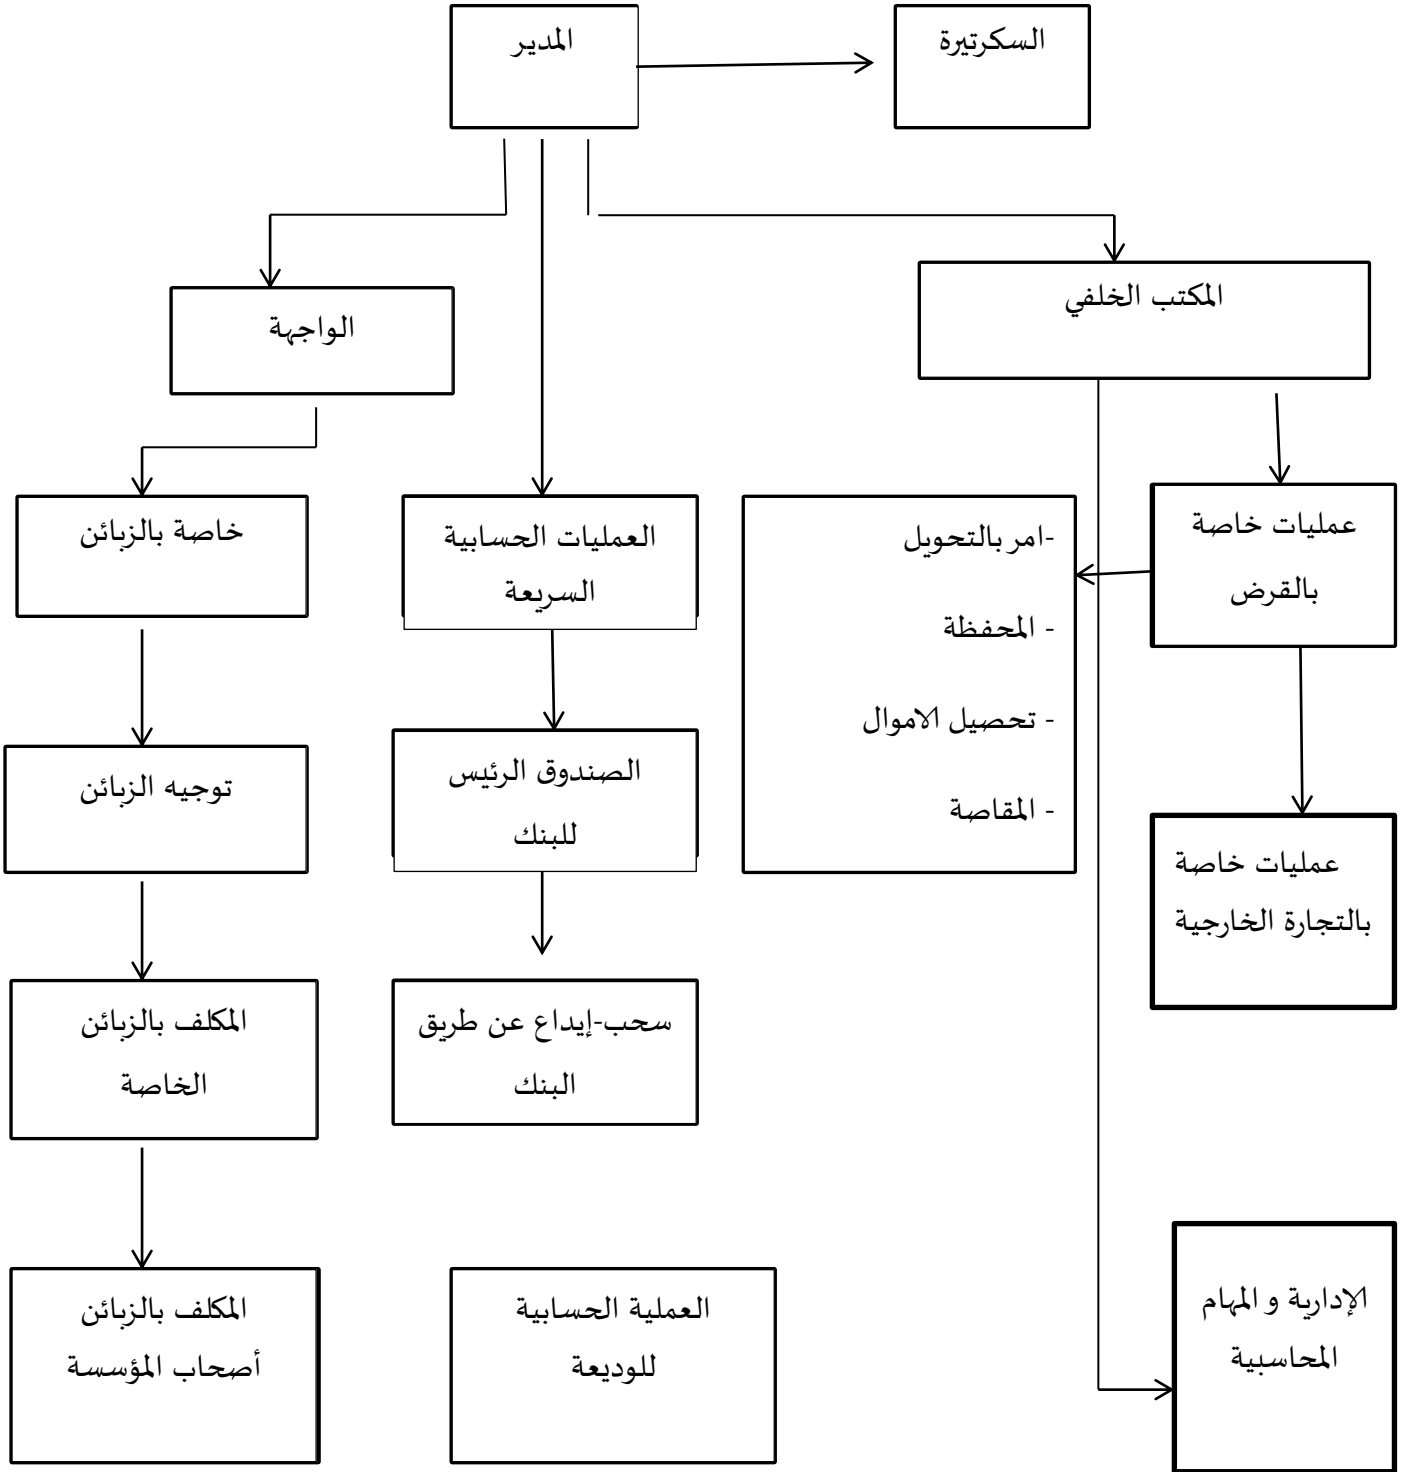 المدير
السكرتيرة
المكتب الخلفي
الواجهة
عمليات خاصة
بالقرض
-امر بالتحويل
- المحفظة
- تحصيل الاموال
- المقاصة
العمليات الحسابية
السريعة
خاصة بالزبائن
الصندوق الرئيس
للبنك
توجيه الزبائن
عمليات خاصة
بالتجارة الخارجية
سحب-إيداع عن طريق
البنك
المكلف بالزبائن
الخاصة
الإدارية و المهام
المحاسبية
العملية الحسابية
للوديعة
المكلف بالزبائن
أصحاب المؤسسة